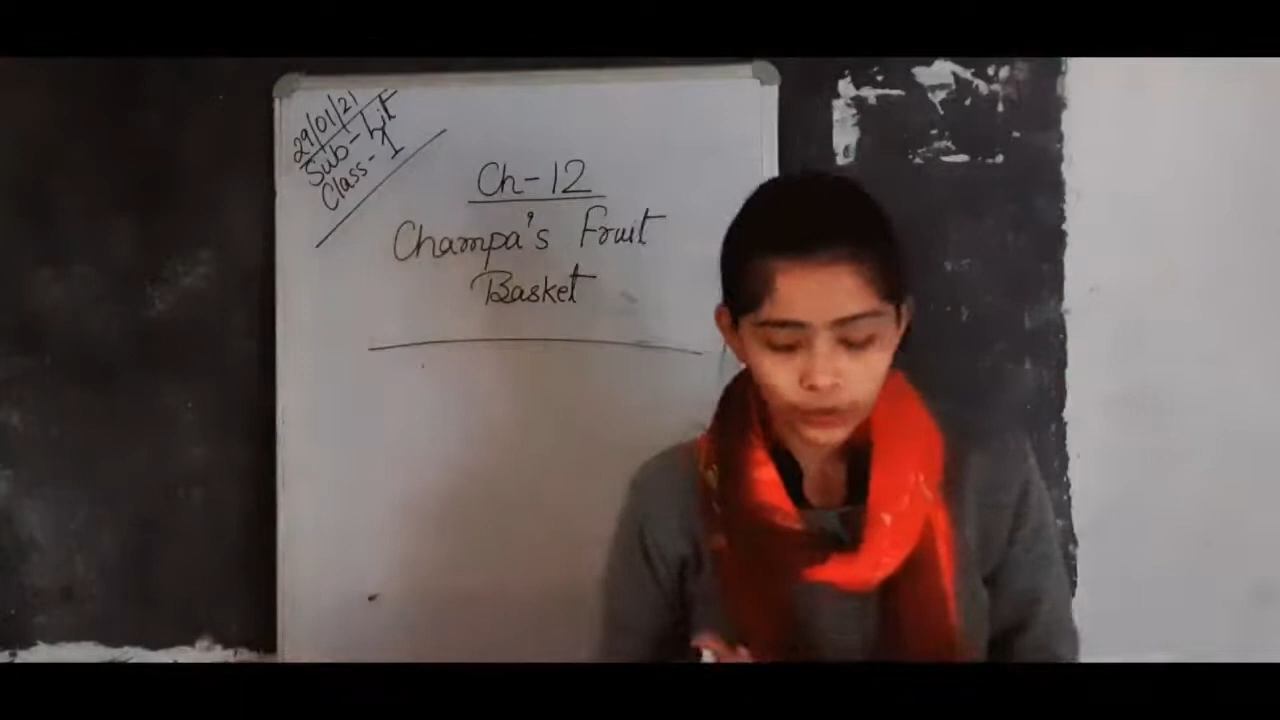 29/01/21
Sub-Lit
Class-I
Ch-12
Champa's Fruit
Basket